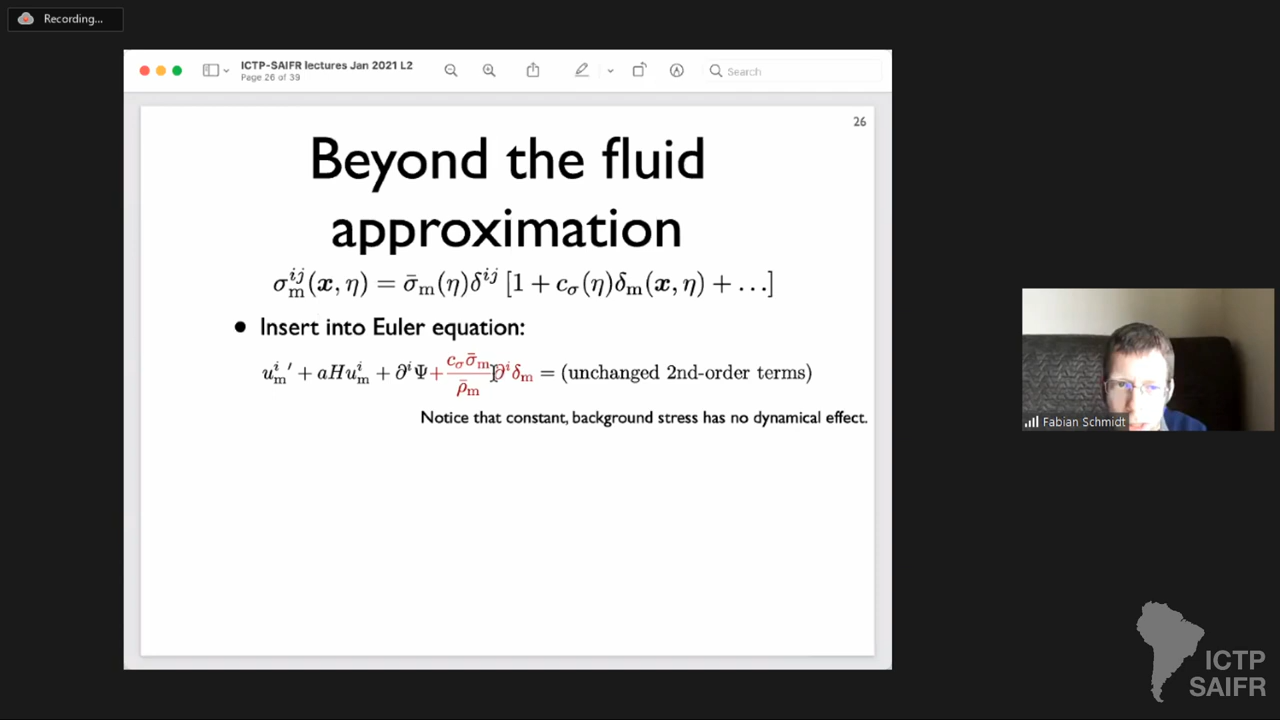 Recording...
ICTP-SAIFR lectures Jan 2021 L2
Page 26 of 39
Search
26
Beyond the fluid
approximation
σ_m^{ij}(x, η) = σ̄_m(η)δ^{ij} [1 + c_σ(η)δ_m(x, η) + …]
● Insert into Euler equation:
u_m^i ′ + aHu_m^i + ∂^iΨ + \frac{c_σ σ̄_m}{ρ̄_m} ∂^iδ_m = (unchanged 2nd-order terms)
Notice that constant, background stress has no dynamical effect.
Fabian Schmidt
ICTP
SAIFR